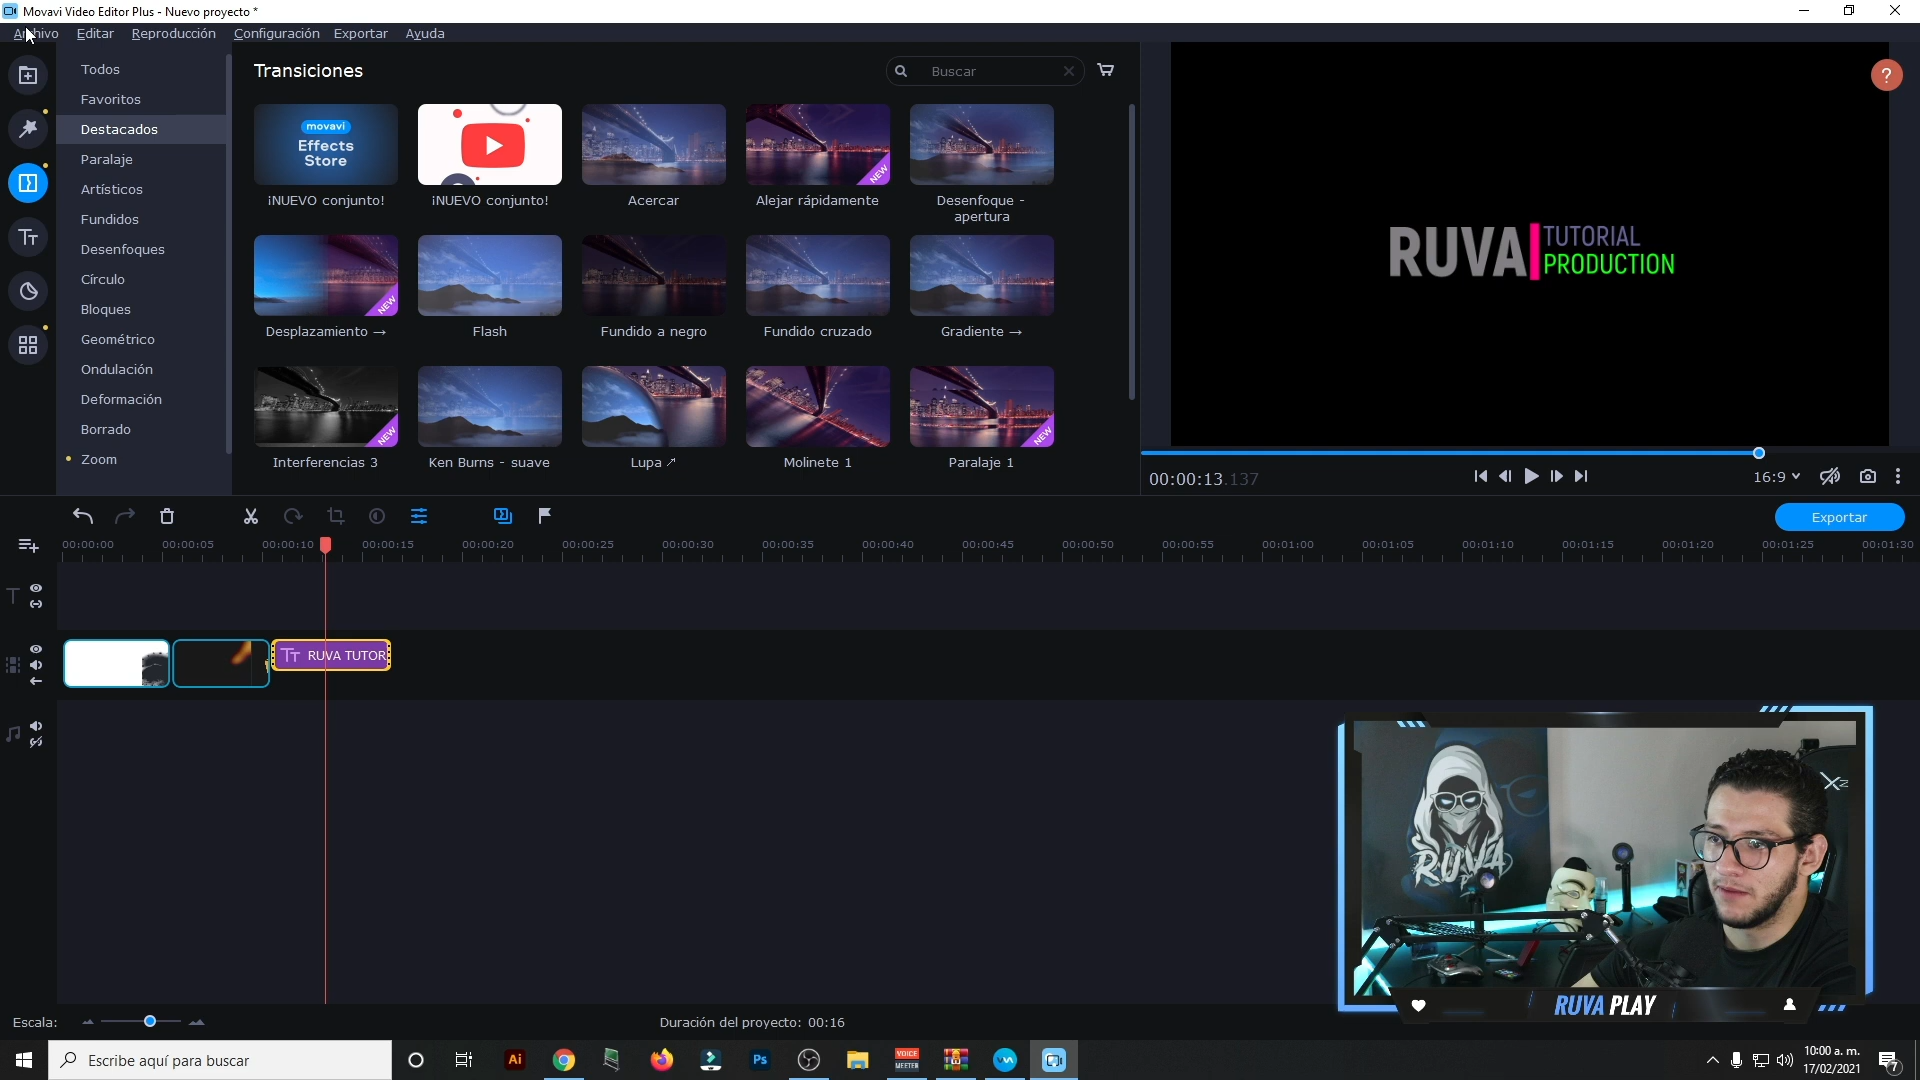 Movavi Video Editor Plus - Nuevo proyecto *
Archivo Editar Reproducción Configuración Exportar Ayuda
Todos
Favoritos
Destacados
Paralaje
Artísticos
Fundidos
Desenfoques
Círculo
Bloques
Geométrico
Ondulación
Deformación
Borrado
Zoom
Transiciones
Buscar
movavi
Effects
Store
¡NUEVO conjunto!
¡NUEVO conjunto!
Acercar
NEW
Alejar rápidamente
Desenfoque -
apertura
NEW
Desplazamiento →
Flash
Fundido a negro
Fundido cruzado
Gradiente →
NEW
Interferencias 3
Ken Burns - suave
Lupa ↗
Molinete 1
NEW
Paralaje 1
?
RUVA TUTORIAL
PRODUCTION
00:00:13.137
16:9
Exportar
00:00:00 00:00:05 00:00:10 00:00:15 00:00:20 00:00:25 00:00:30 00:00:35 00:00:40 00:00:45 00:00:50 00:00:55 00:01:00 00:01:05 00:01:10 00:01:15 00:01:20 00:01:25 00:01:30
Tт RUVA TUTOR
RUVA
RUVA PLAY
Escala:
Duración del proyecto: 00:16
Escribe aquí para buscar
Ai
Ps
VOICE
MEETER
10:00 a. m.
17/02/2021
7